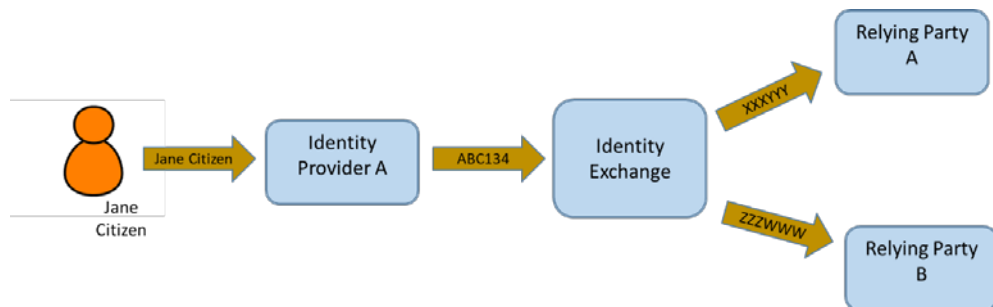 Jane
Citizen
Jane Citizen
Identity
Provider A
ABC134
Identity
Exchange
XXXYYY
Relying Party
A
ZZZWWW
Relying Party
B